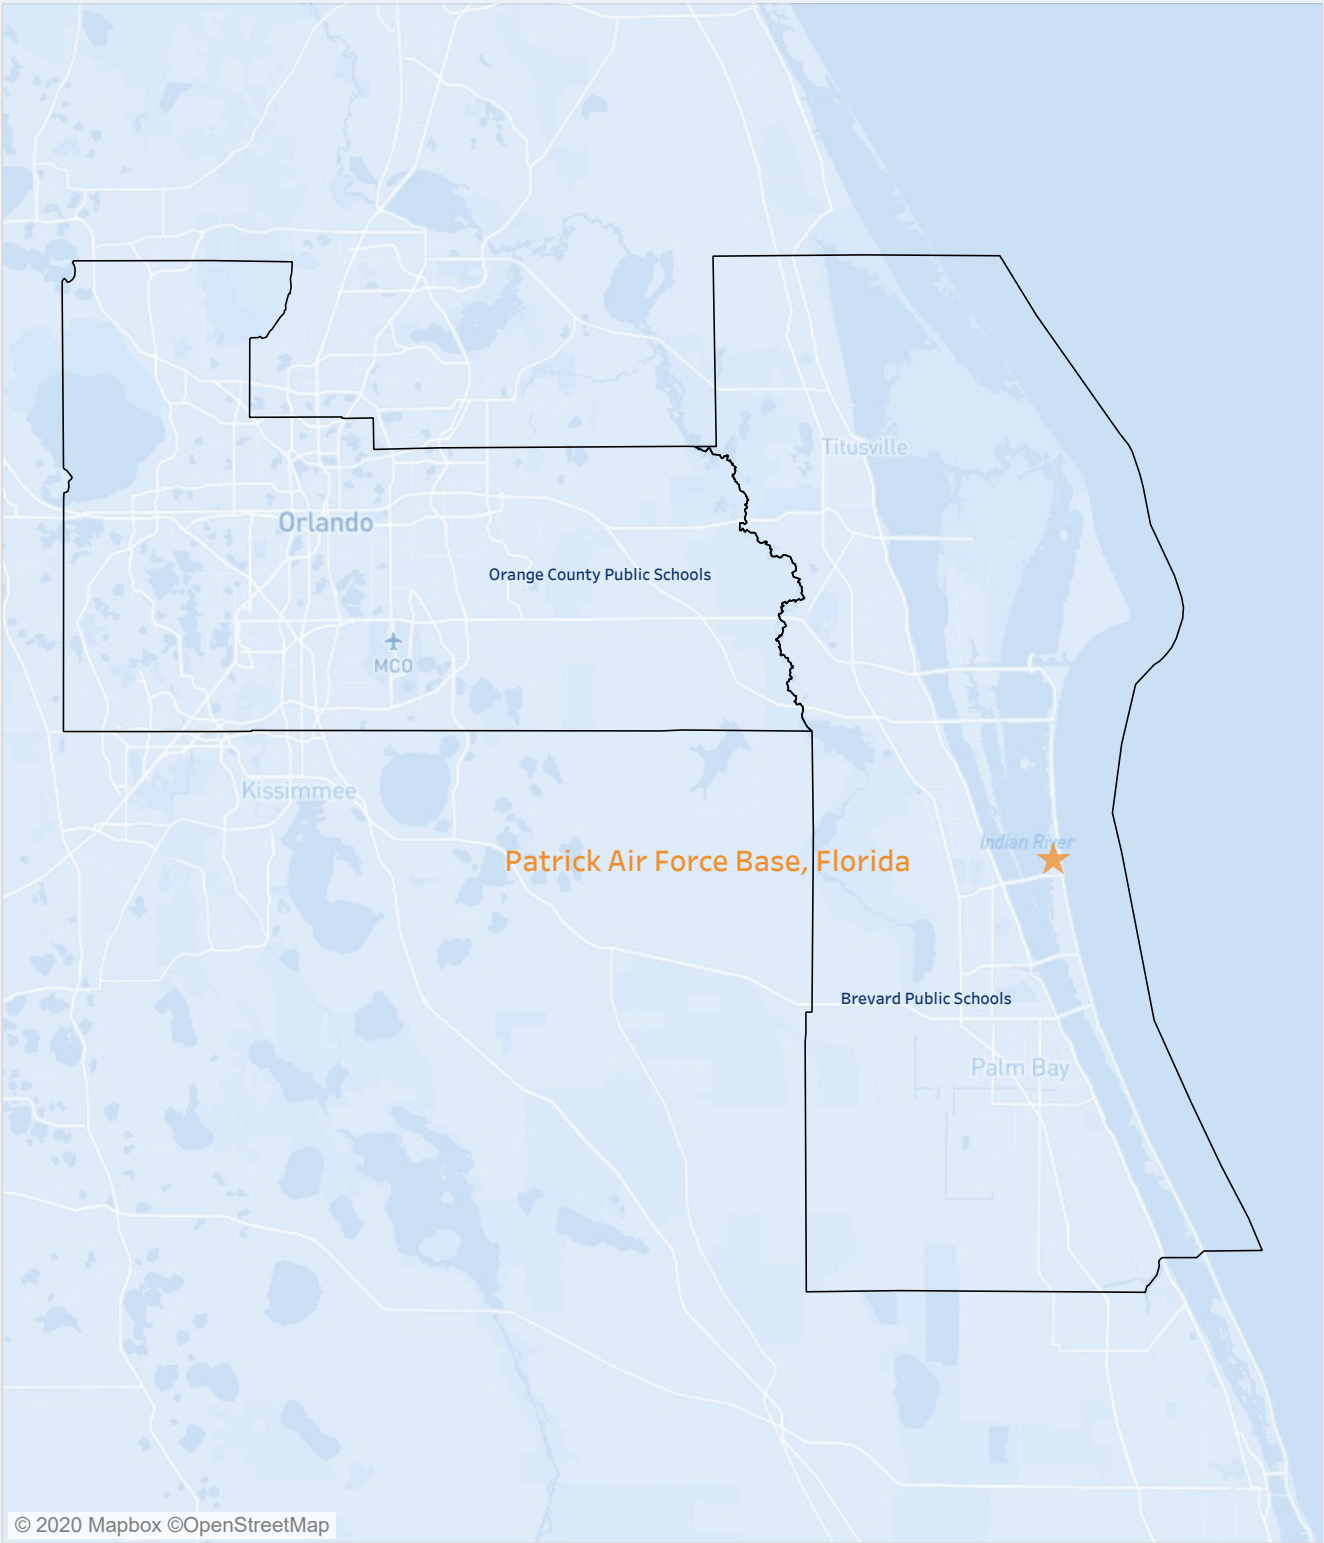 Titusville
Orlando
Orange County Public Schools
MCO
Kissimmee
Indian River
Patrick Air Force Base, Florida
Brevard Public Schools
Palm Bay
© 2020 Mapbox ©OpenStreetMap